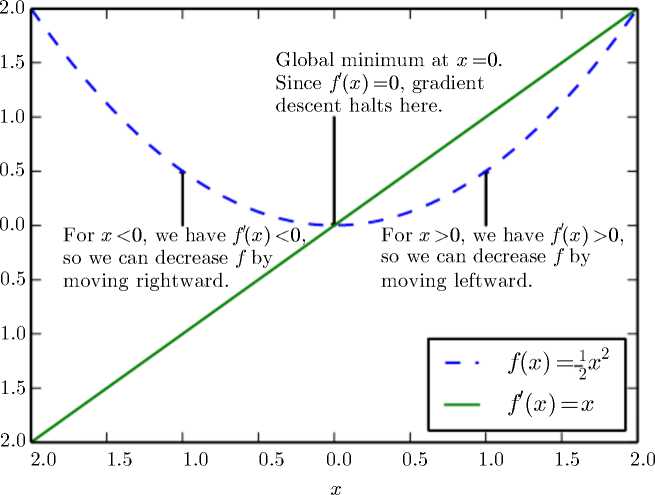 2.0
1.5
1.0
0.5
0.0
0.5
1.0
1.5
2.0
Global minimum at x = 0.
Since f′(x) = 0, gradient
descent halts here.
For x < 0, we have f′(x) < 0,
so we can decrease f by
moving rightward.
For x > 0, we have f′(x) > 0,
so we can decrease f by
moving leftward.
f(x) = ½x²
f′(x) = x
2.0 1.5 1.0 0.5 0.0 0.5 1.0 1.5 2.0
x